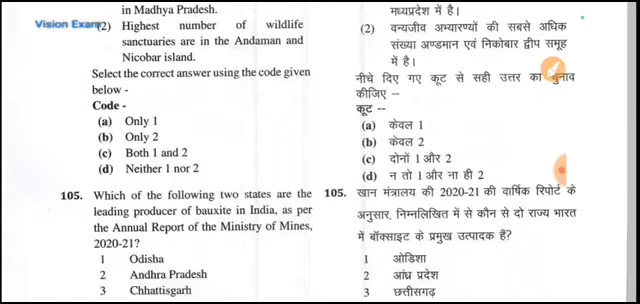 in Madhya Pradesh.
Vision Exam
(2) Highest number of wildlife
sanctuaries are in the Andaman and
Nicobar island.
Select the correct answer using the code given
below -
Code -
(a) Only 1
(b) Only 2
(c) Both 1 and 2
(d) Neither 1 nor 2
105. Which of the following two states are the
leading producer of bauxite in India, as per
the Annual Report of the Ministry of Mines,
2020-21?
1 Odisha
2 Andhra Pradesh
3 Chhattisgarh
मध्यप्रदेश में है।
(2) वन्यजीव अभ्यारण्यों की सबसे अधिक
संख्या अण्डमान एवं निकोबार द्वीप समूह
में है।
नीचे दिए गए कूट से सही उत्तर का चुनाव
कीजिए –
कूट --
(a) केवल 1
(b) केवल 2
(c) दोनों 1 और 2
(d) न तो 1 और ना ही 2
105. खान मंत्रालय की 2020-21 की वार्षिक रिपोर्ट के
अनुसार, निम्नलिखित में से कौन से दो राज्य भारत
में बॉक्साइट के प्रमुख उत्पादक हैं?
1 ओडिशा
2 आंध्र प्रदेश
3 छत्तीसगढ़